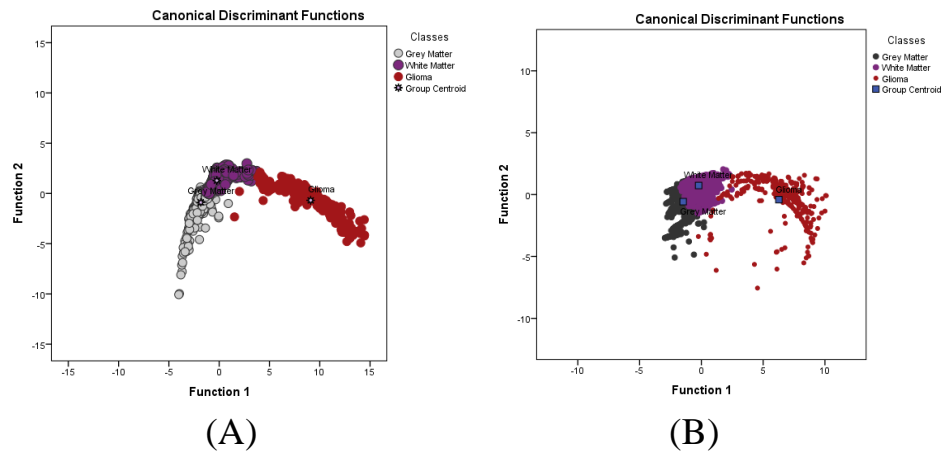 Canonical Discriminant Functions
Classes
Grey Matter
White Matter
Glioma
Group Centroid
15
10
5
0
-5
-10
-15
Function 2
White Matter
Grey Matter
Glioma
-15
-10
-5
0
5
10
15
Function 1
(A)
Canonical Discriminant Functions
Classes
Grey Matter
White Matter
Glioma
Group Centroid
10
5
0
-5
-10
Function 2
White Matter
Grey Matter
Glioma
-10
-5
0
5
10
Function 1
(B)